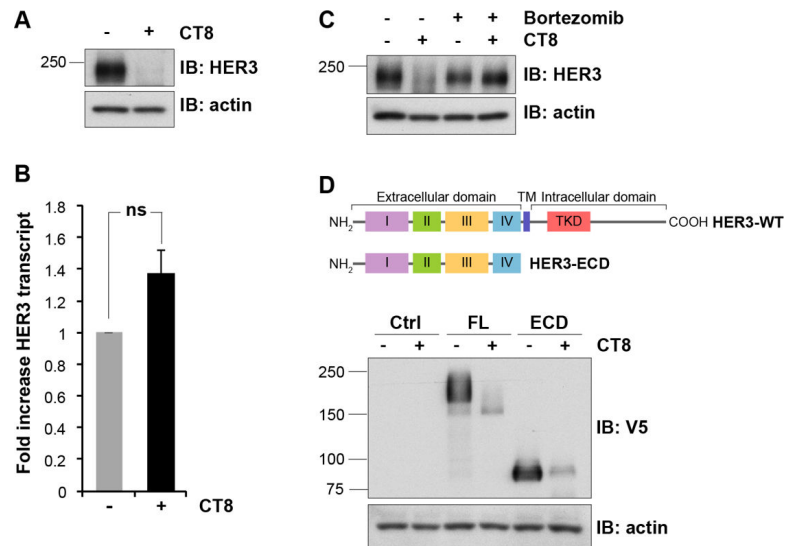 A
- + CT8
250
IB: HER3
IB: actin
B
Fold increase HER3 transcript
1.8
1.6
1.4
1.2
1
0.8
0.6
0.4
0.2
0
ns
- + CT8
C
- - + + Bortezomib
- + - + CT8
250
IB: HER3
IB: actin
D
Extracellular domain TM Intracellular domain
NH2 I II III IV TKD COOH HER3-WT
NH2 I II III IV HER3-ECD
Ctrl FL ECD
- + - + - + CT8
250
150
100
75
IB: V5
IB: actin